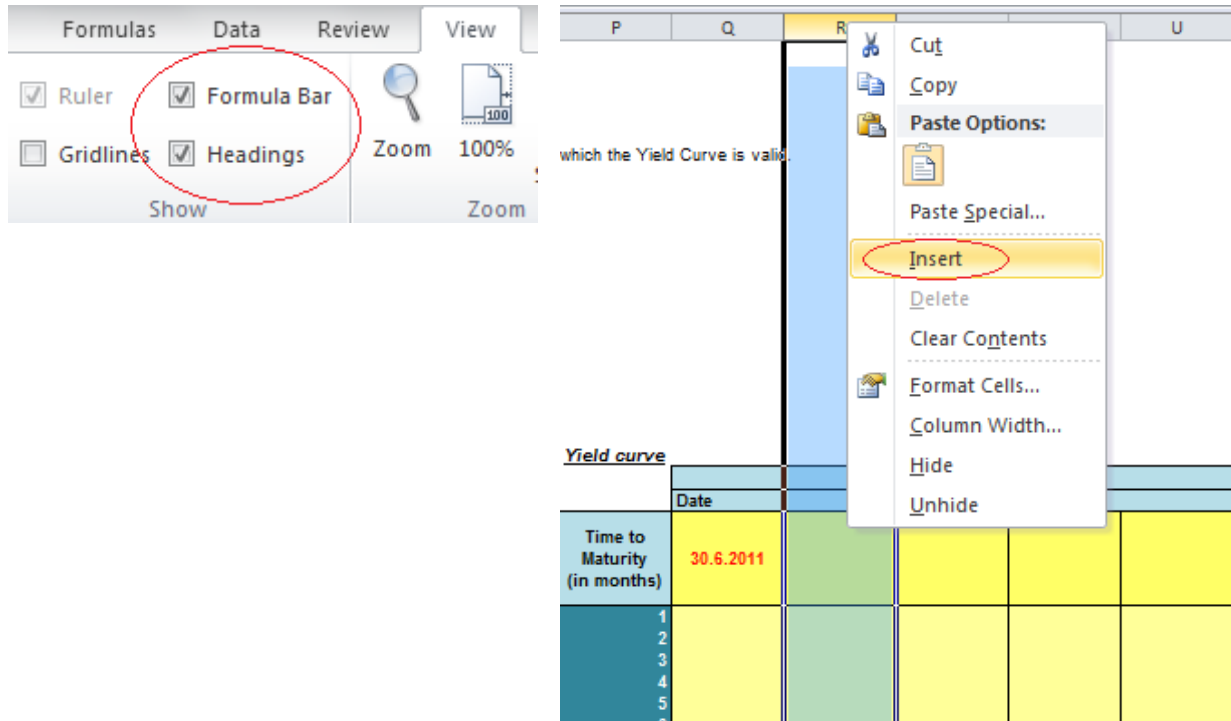 Formulas Data Review View
Ruler Formula Bar
Gridlines Headings
Zoom 100%
100
Show Zoom
P Q R U
Cut
Copy
Paste Options:
which the Yield Curve is valid.
Paste Special...
Insert
Delete
Clear Contents
Format Cells...
Column Width...
Yield curve
Hide
Date
Unhide
Time to
Maturity
(in months)
30.6.2011
1
2
3
4
5